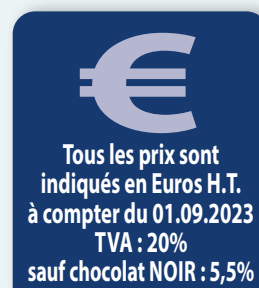 €
Tous les prix sont
indiqués en Euros H.T.
à compter du 01.09.2023
TVA : 20%
sauf chocolat NOIR : 5,5%